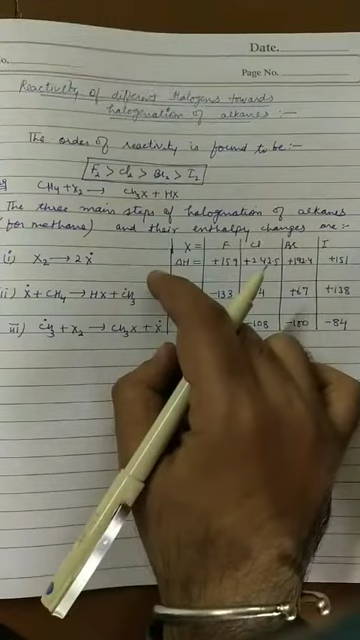 Date.
o.
Page No.
Reactivity of different Halogens towards
halogenation of alkanes :—
The order of reactivity is found to be:—
F₂ > Cl₂ > Br₂ > I₂
eg CH₄ + X₂ → CH₃X + HX
The three main steps of halogenation of alkanes
(for methane) and their enthalpy changes are :—
X = F Cl Br I
(i) X₂ → 2Ẋ ΔH = +159 +242.5 +192.4 +151
ii) Ẋ + CH₄ → HX + ĊH₃ -133 4 +67 +138
iii) ĊH₃ + X₂ → CH₃X + Ẋ -108 -100 -84